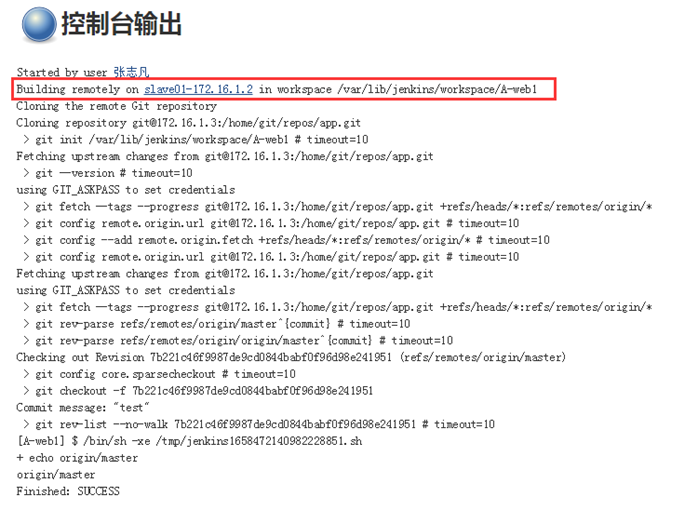 控制台输出
Started by user 张志凡
Building remotely on slave01-172.16.1.2 in workspace /var/lib/jenkins/workspace/A-web1
Cloning the remote Git repository
Cloning repository git@172.16.1.3:/home/git/repos/app.git
 > git init /var/lib/jenkins/workspace/A-web1 # timeout=10
Fetching upstream changes from git@172.16.1.3:/home/git/repos/app.git
 > git --version # timeout=10
using GIT_ASKPASS to set credentials
 > git fetch --tags --progress git@172.16.1.3:/home/git/repos/app.git +refs/heads/*:refs/remotes/origin/*
 > git config remote.origin.url git@172.16.1.3:/home/git/repos/app.git # timeout=10
 > git config --add remote.origin.fetch +refs/heads/*:refs/remotes/origin/* # timeout=10
 > git config remote.origin.url git@172.16.1.3:/home/git/repos/app.git # timeout=10
Fetching upstream changes from git@172.16.1.3:/home/git/repos/app.git
using GIT_ASKPASS to set credentials
 > git fetch --tags --progress git@172.16.1.3:/home/git/repos/app.git +refs/heads/*:refs/remotes/origin/*
 > git rev-parse refs/remotes/origin/master^{commit} # timeout=10
 > git rev-parse refs/remotes/origin/origin/master^{commit} # timeout=10
Checking out Revision 7b221c46f9987de9cd0844babf0f96d98e241951 (refs/remotes/origin/master)
 > git config core.sparsecheckout # timeout=10
 > git checkout -f 7b221c46f9987de9cd0844babf0f96d98e241951
Commit message: "test"
 > git rev-list --no-walk 7b221c46f9987de9cd0844babf0f96d98e241951 # timeout=10
[A-web1] $ /bin/sh -xe /tmp/jenkins1658472140982228851.sh
+ echo origin/master
origin/master
Finished: SUCCESS